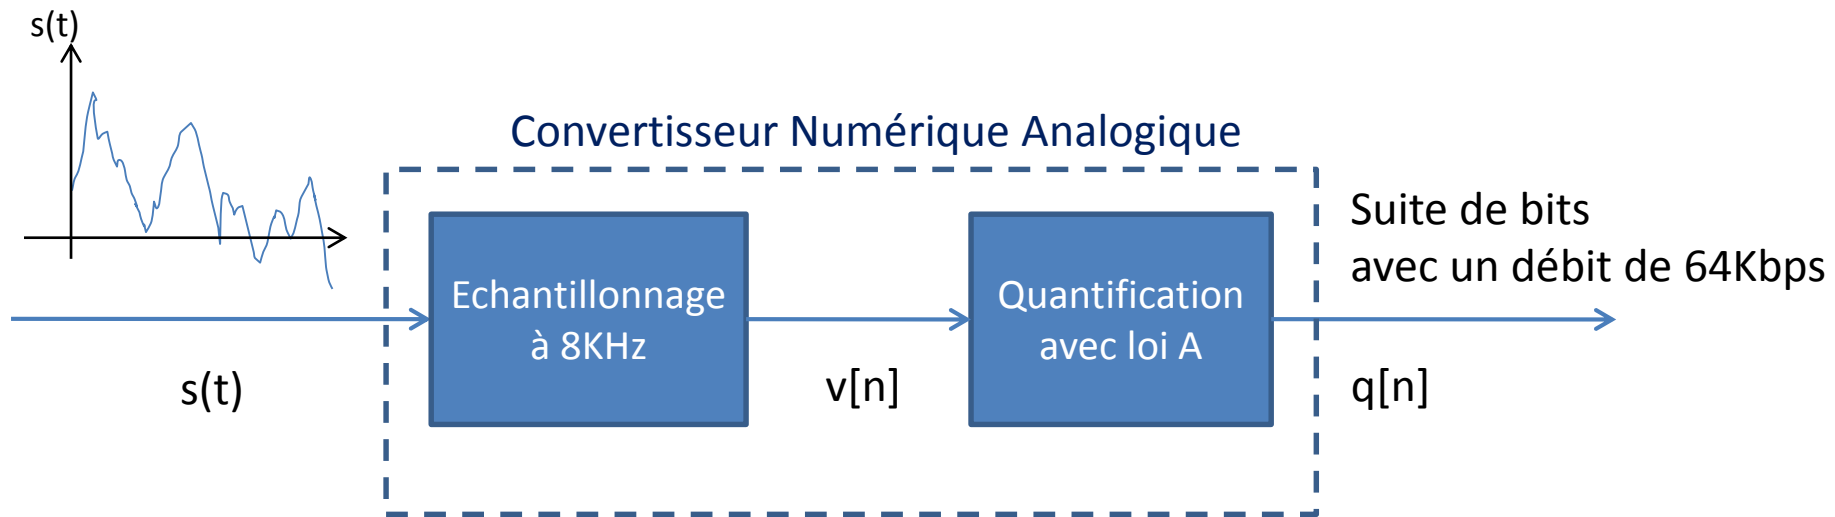 s(t)
Convertisseur Numérique Analogique
Echantillonnage
à 8KHz
Quantification
avec loi A
Suite de bits
avec un débit de 64Kbps
s(t)
v[n]
q[n]